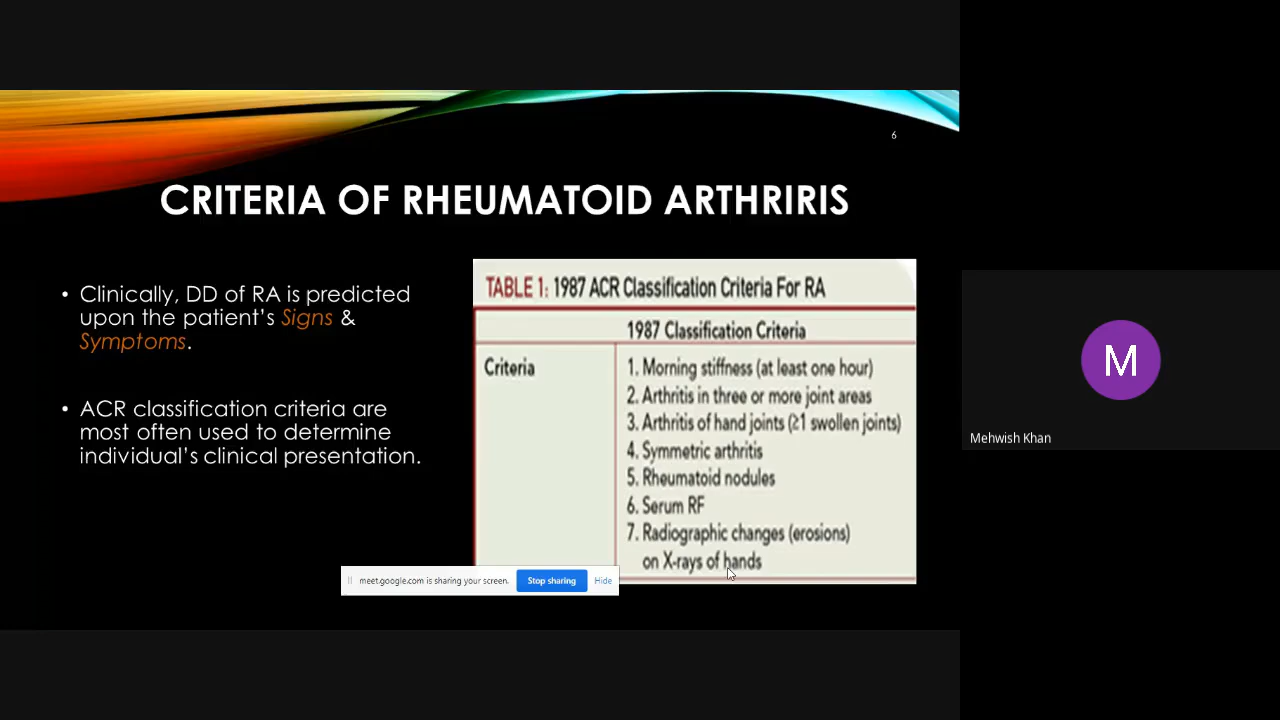 6
CRITERIA OF RHEUMATOID ARTHRIRIS
• Clinically, DD of RA is predicted
upon the patient's Signs &
Symptoms.
• ACR classification criteria are
most often used to determine
individual's clinical presentation.
TABLE 1: 1987 ACR Classification Criteria For RA
1987 Classification Criteria
Criteria
1. Morning stiffness (at least one hour)
2. Arthritis in three or more joint areas
3. Arthritis of hand joints (≥1 swollen joints)
4. Symmetric arthritis
5. Rheumatoid nodules
6. Serum RF
7. Radiographic changes (erosions)
on X-rays of hands
meet.google.com is sharing your screen.
Stop sharing
Hide
M
Mehwish Khan